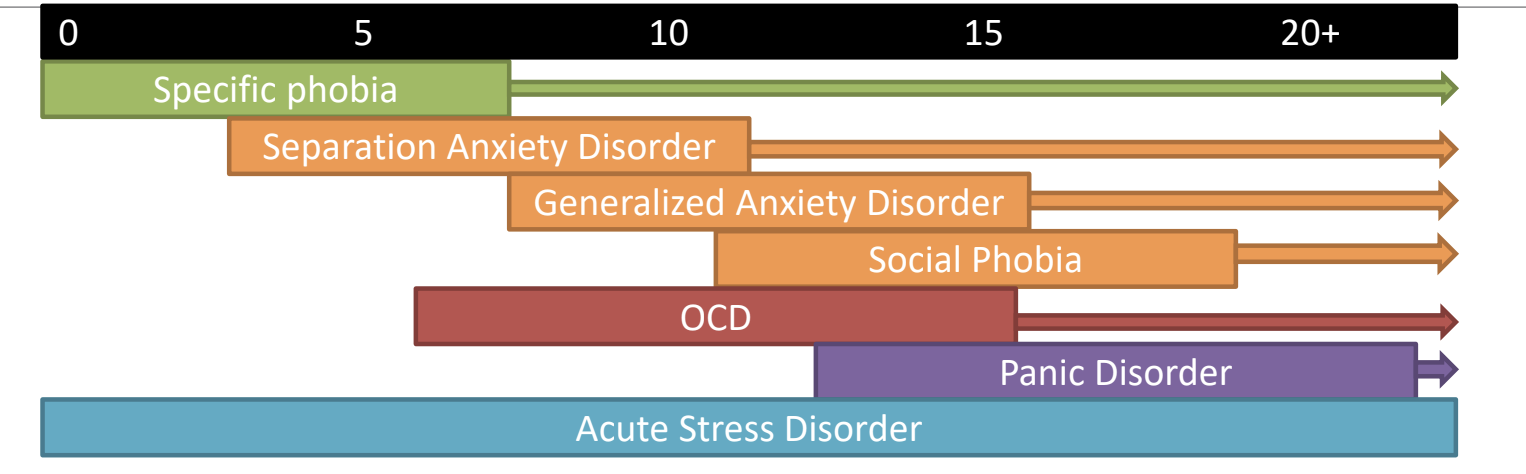 0 5 10 15 20+
Specific phobia
Separation Anxiety Disorder
Generalized Anxiety Disorder
Social Phobia
OCD
Panic Disorder
Acute Stress Disorder